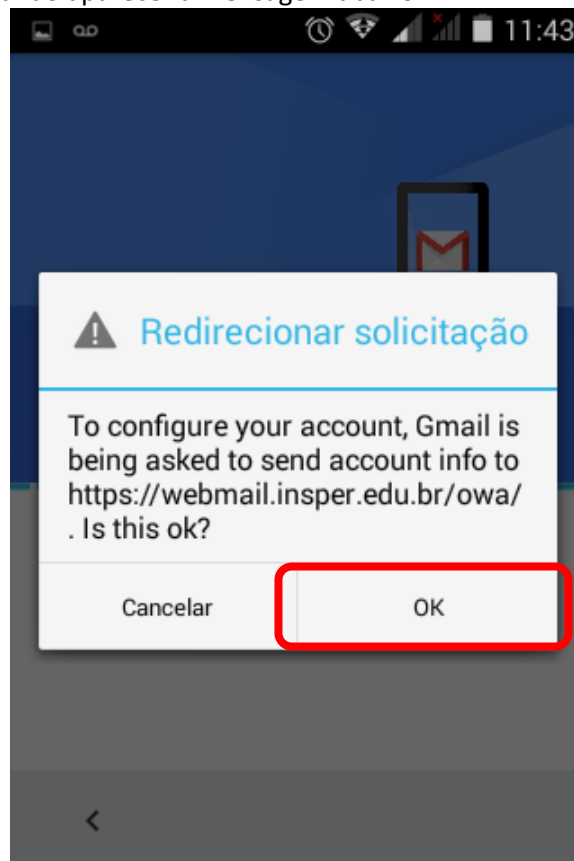 11:43
Redirecionar solicitação
To configure your account, Gmail is
being asked to send account info to
https://webmail.insper.edu.br/owa/
. Is this ok?
Cancelar OK